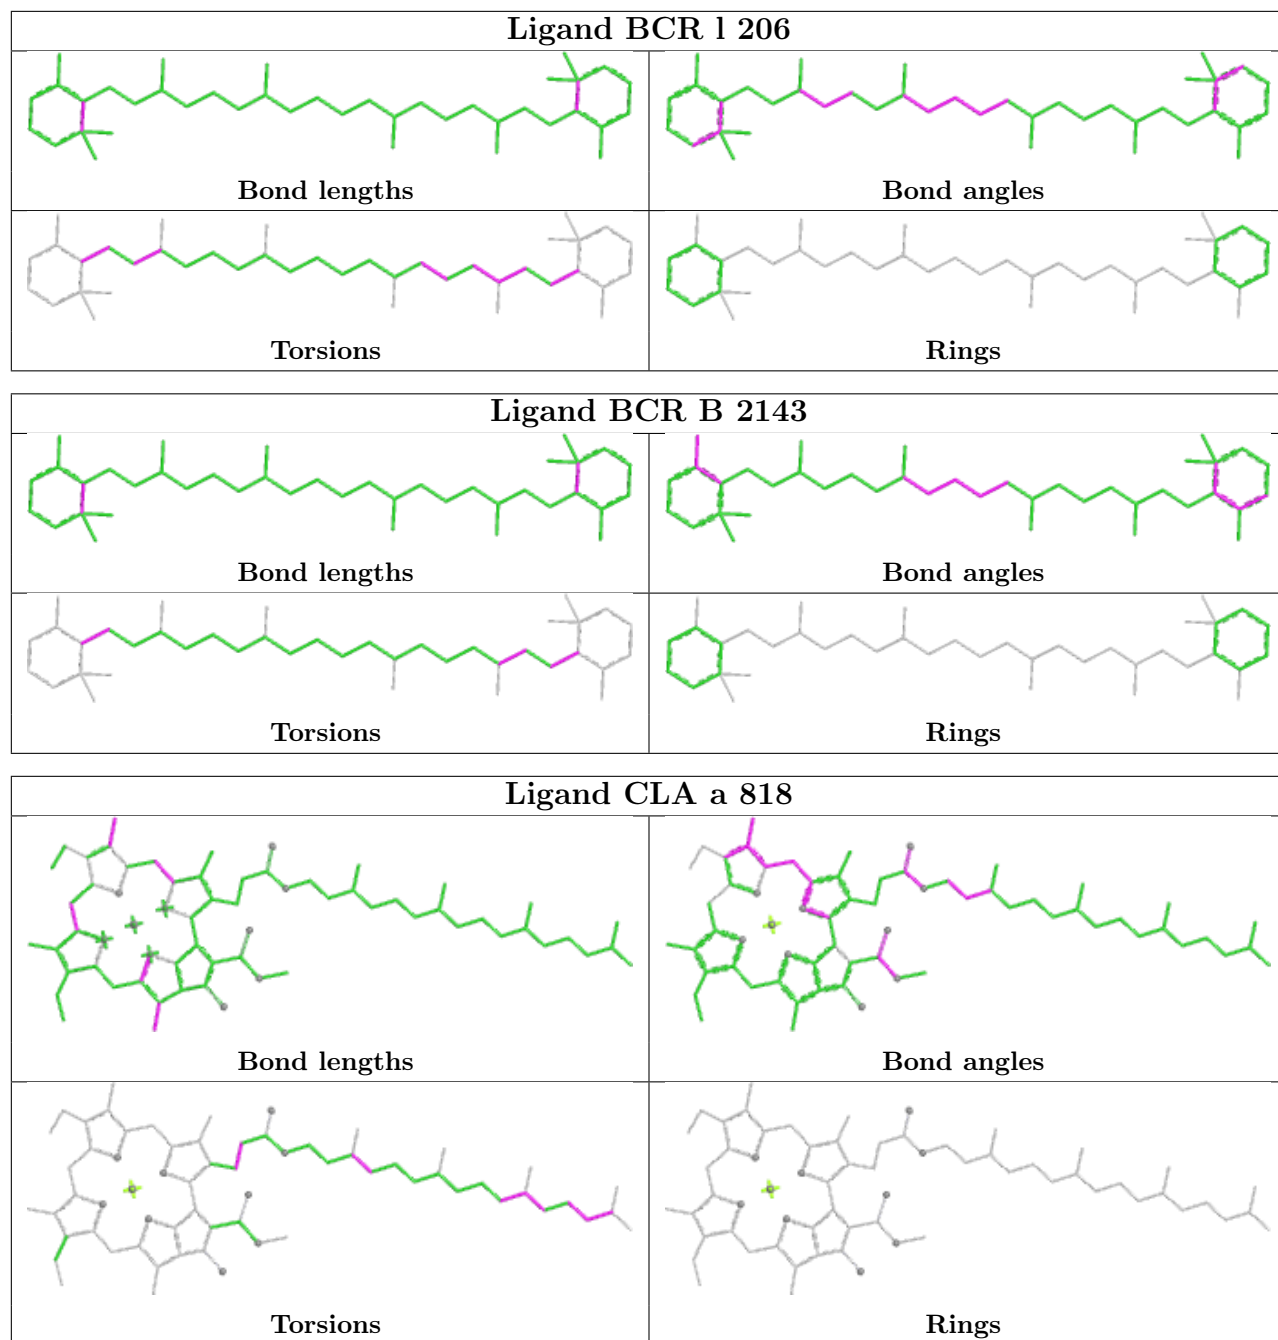 Ligand BCR l 206
Bond lengths
Bond angles
Torsions
Rings
Ligand BCR B 2143
Bond lengths
Bond angles
Torsions
Rings
Ligand CLA a 818
Bond lengths
Bond angles
Torsions
Rings